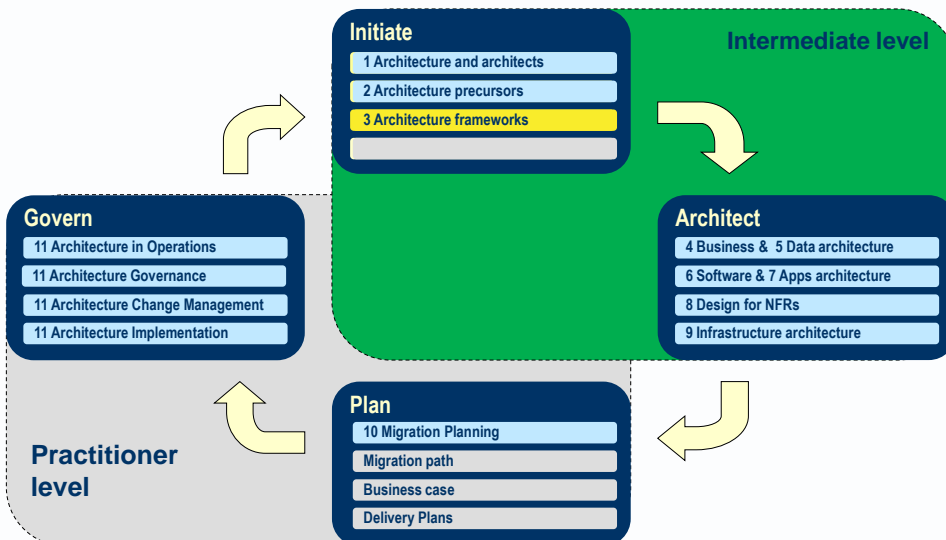 Initiate
1 Architecture and architects
2 Architecture precursors
3 Architecture frameworks
Intermediate level
Govern
11 Architecture in Operations
11 Architecture Governance
11 Architecture Change Management
11 Architecture Implementation
Architect
4 Business & 5 Data architecture
6 Software & 7 Apps architecture
8 Design for NFRs
9 Infrastructure architecture
Plan
10 Migration Planning
Migration path
Business case
Delivery Plans
Practitioner
level